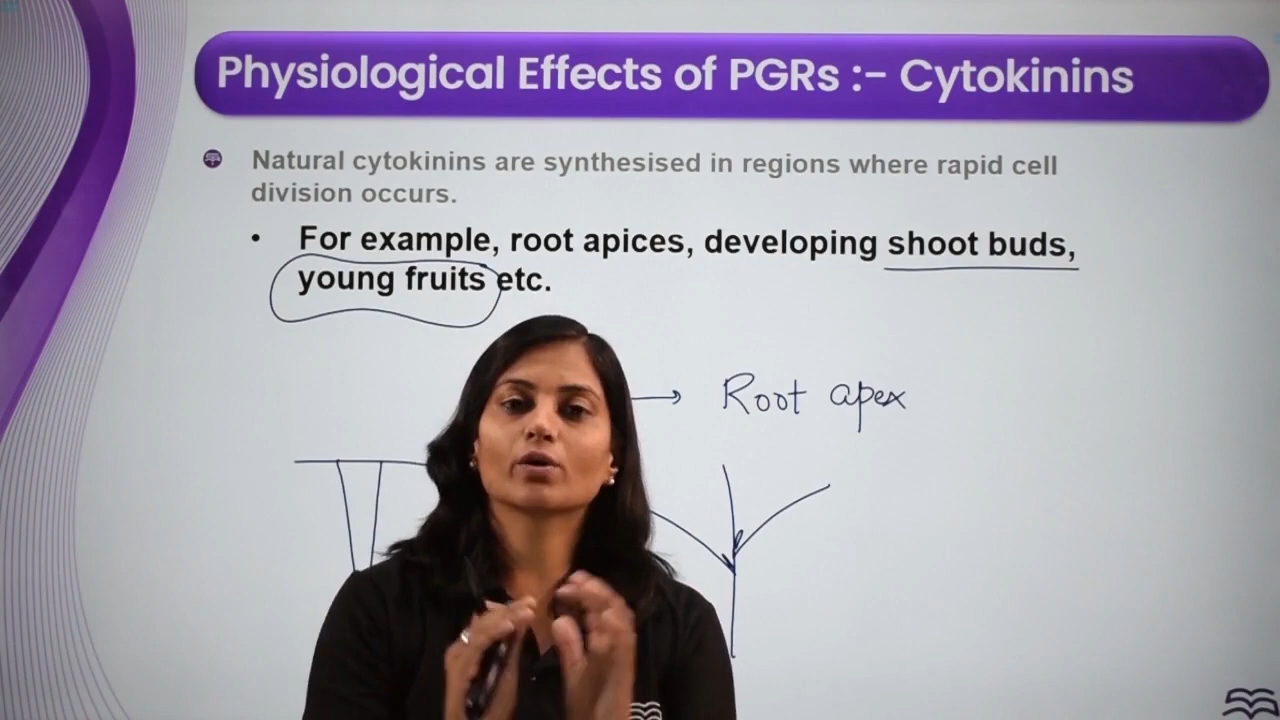 Physiological Effects of PGRs :- Cytokinins
Natural cytokinins are synthesised in regions where rapid cell
division occurs.
• For example, root apices, developing shoot buds,
young fruits etc.
→ Root apex